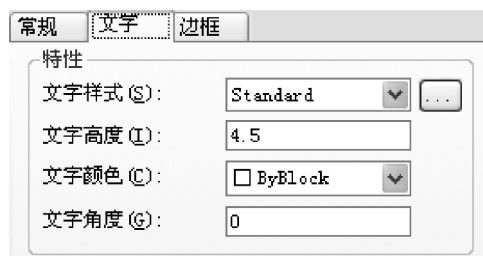 常规 文字 边框
特性
文字样式(S): Standard ...
文字高度(I): 4.5
文字颜色(C): ByBlock
文字角度(G): 0